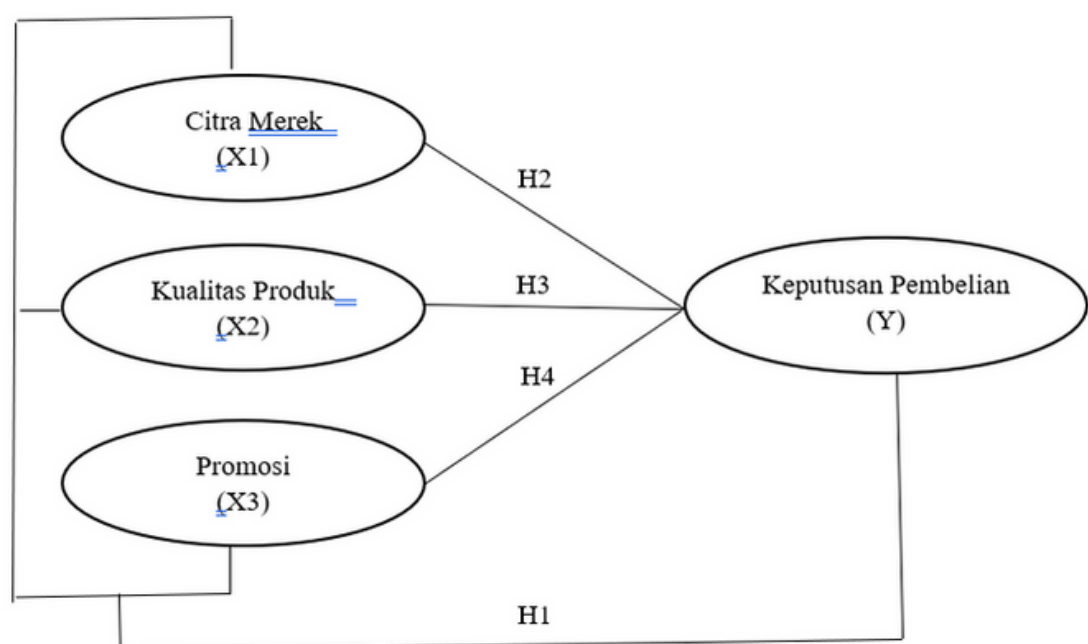 Citra Merek
(X1)
H2
Kualitas Produk
(X2)
H3
Keputusan Pembelian
(Y)
H4
Promosi
(X3)
H1